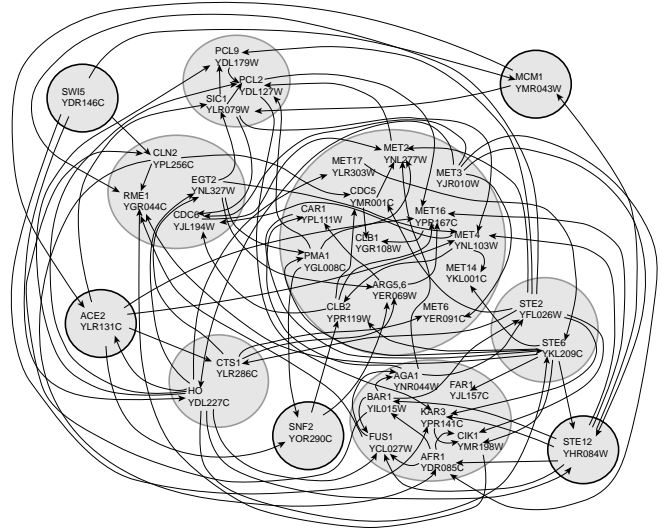 PCL9
YDL179W
MCM1
YMR043W
PCL2
YDL127W
SWI5
YDR146C
SIC1
YLR079W
CLN2
YPL256C
MET2
YNL277W
MET17
YLR303W
MET3
YJR010W
EGT2
YNL327W
RME1
YGR044C
CDC5
YMR001C
CDC6
YJL194W
CAR1
YPL111W
MET16
YPR167C
CLB1
YGR108W
MET4
YNL103W
PMA1
YGL008C
MET14
YKL001C
ARG5,6
YER069W
CLB2
YPR119W
MET6
YER091C
STE2
YFL026W
ACE2
YLR131C
STE6
YKL209C
CTS1
YLR286C
AGA1
YNR044W
FAR1
YJL157C
HO
YDL227C
BAR1
YIL015W
KAR3
YPR141C
SNF2
YOR290C
FUS1
YCL027W
CIK1
YMR198W
STE12
YHR084W
AFR1
YDR085C